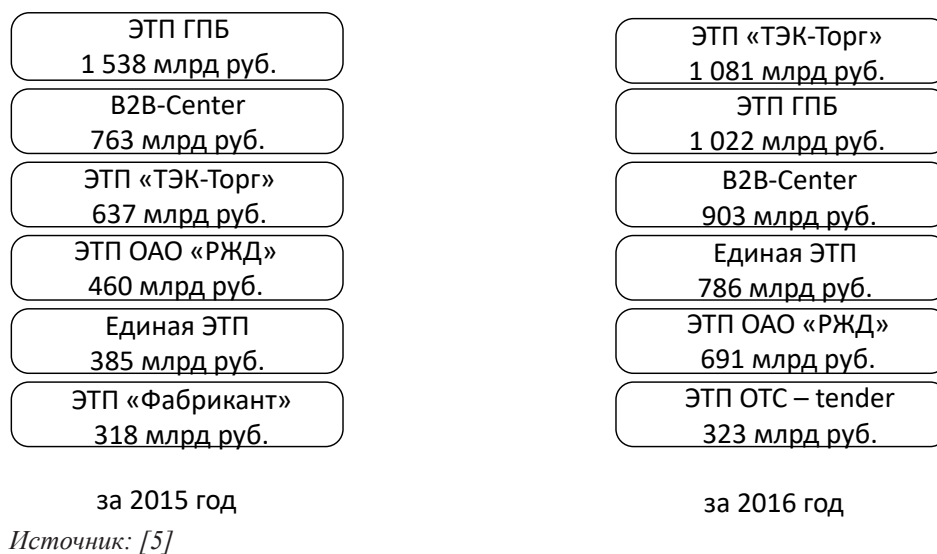 ЭТП ГПБ
1 538 млрд руб.
B2B-Center
763 млрд руб.
ЭТП «ТЭК-Торг»
637 млрд руб.
ЭТП ОАО «РЖД»
460 млрд руб.
Единая ЭТП
385 млрд руб.
ЭТП «Фабрикант»
318 млрд руб.
за 2015 год
ЭТП «ТЭК-Торг»
1 081 млрд руб.
ЭТП ГПБ
1 022 млрд руб.
B2B-Center
903 млрд руб.
Единая ЭТП
786 млрд руб.
ЭТП ОАО «РЖД»
691 млрд руб.
ЭТП ОТС – tender
323 млрд руб.
за 2016 год
Источник: [5]